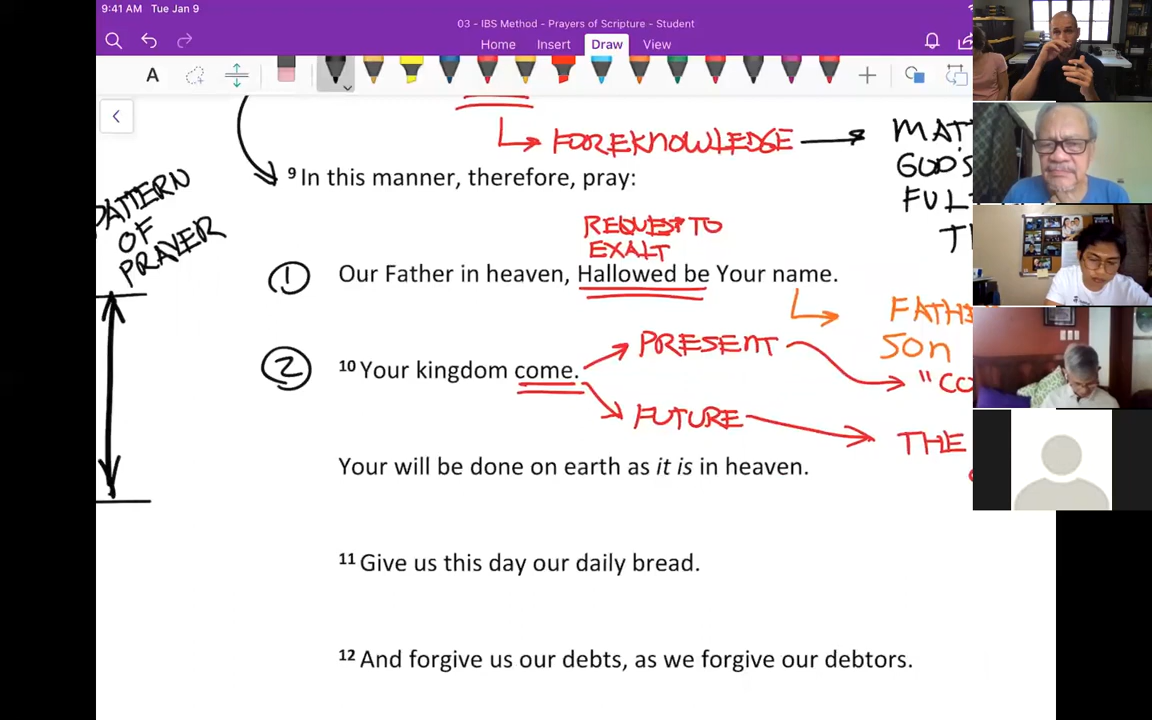 9:41 AM Tue Jan 9
03 - IBS Method - Prayers of Scripture - Student
Home Insert Draw View
A
FOREKNOWLEDGE
GOD'S
PATTERN
OF
PRAYER
9 In this manner, therefore, pray:
REQUEST TO
EXALT
1 Our Father in heaven, Hallowed be Your name.
SON
PRESENT
2 10 Your kingdom come.
FUTURE
THE
Your will be done on earth as it is in heaven.
11 Give us this day our daily bread.
12 And forgive us our debts, as we forgive our debtors.